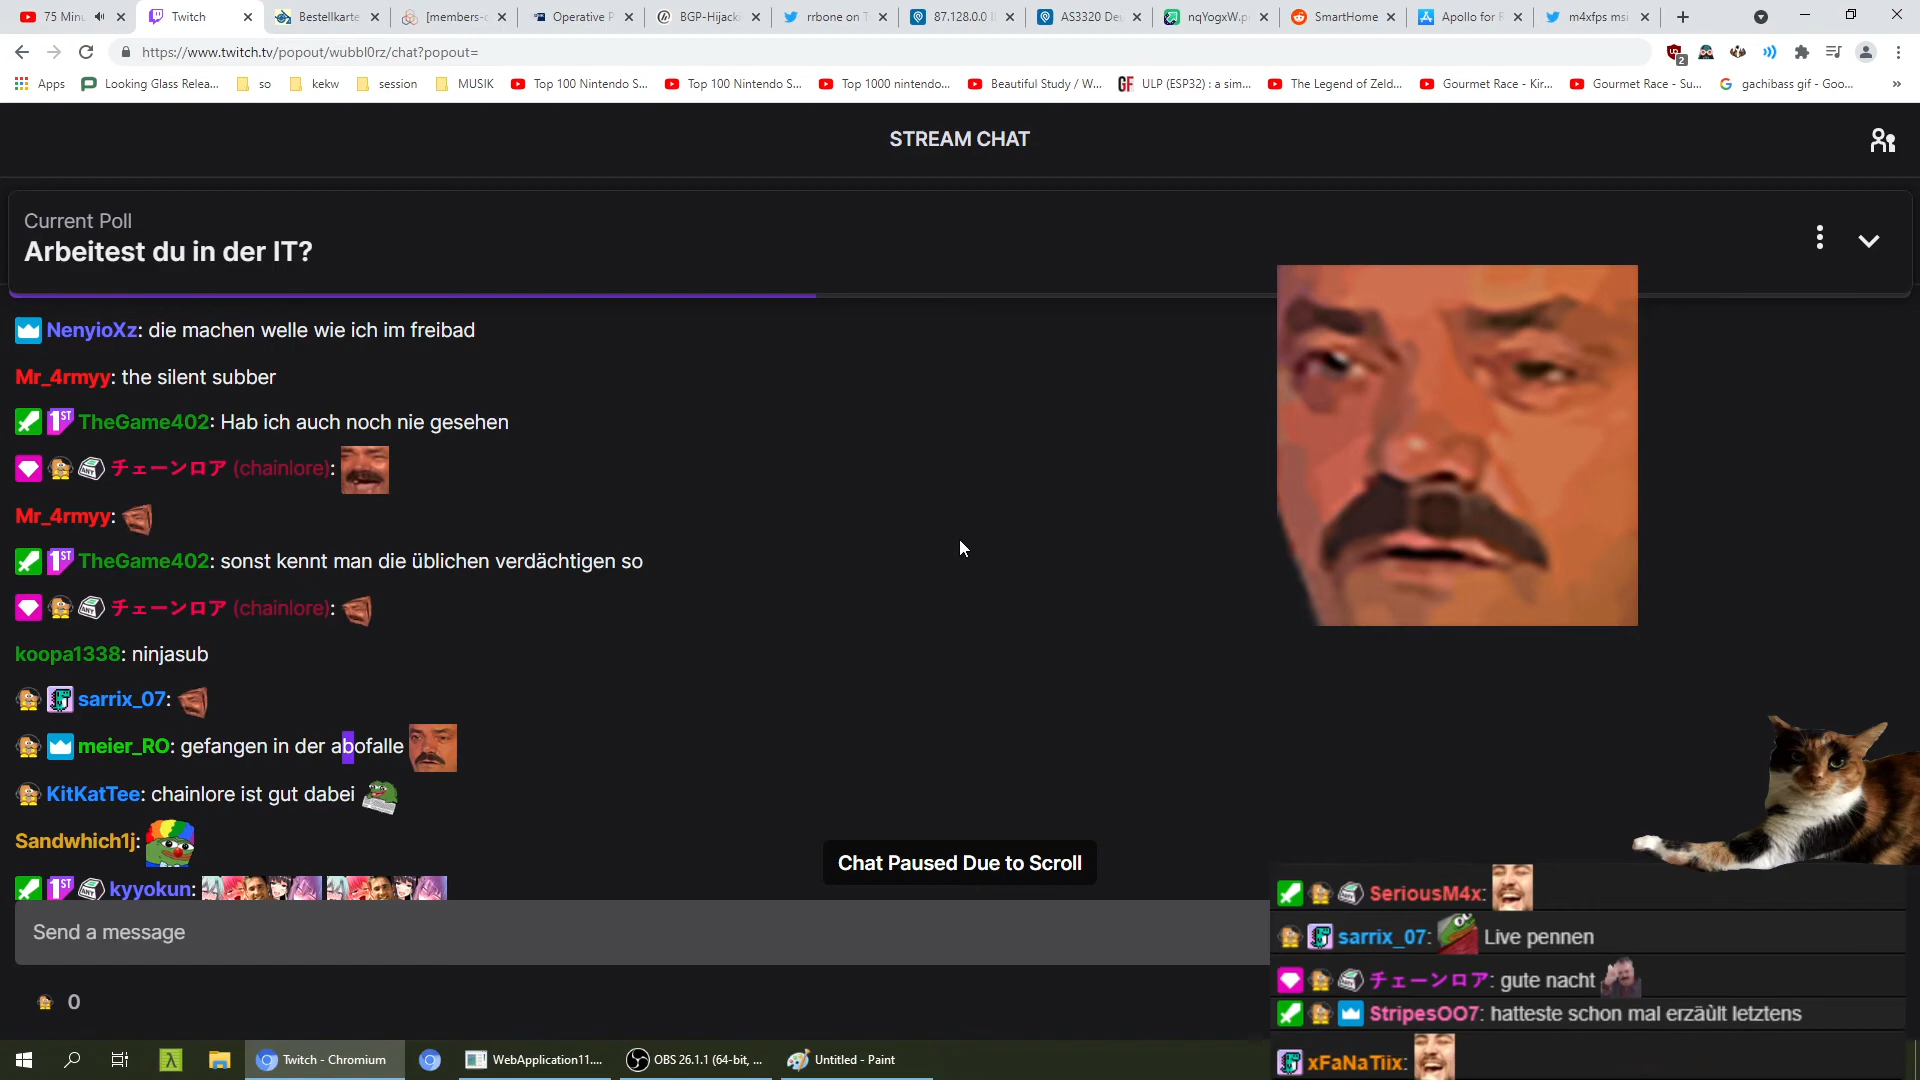 75 Minu
Twitch
Bestellkarte
[members-o
Operative P
BGP-Hijack
rrbone on T
87.128.0.0
AS3320 Deu
nqYogxW.p
SmartHome
Apollo for R
m4xfps msi
https://www.twitch.tv/popout/wubbl0rz/chat?popout=
2
Apps
Looking Glass Relea...
so
kekw
session
MUSIK
Top 100 Nintendo S...
Top 100 Nintendo S...
Top 1000 nintendo...
Beautiful Study / W...
ULP (ESP32) : a sim...
The Legend of Zeld...
Gourmet Race - Kir...
Gourmet Race - Su...
gachibass gif - Goo...
STREAM CHAT
Current Poll
Arbeitest du in der IT?
NenyioXz: die machen welle wie ich im freibad
Mr_4rmyy: the silent subber
1ST TheGame402: Hab ich auch noch nie gesehen
チェーンロア (chainlore):
Mr_4rmyy:
1ST TheGame402: sonst kennt man die üblichen verdächtigen so
チェーンロア (chainlore):
koopa1338: ninjasub
sarrix_07:
meier_RO: gefangen in der abofalle
KitKatTee: chainlore ist gut dabei
Sandwhich1j:
1ST kyyokun:
Chat Paused Due to Scroll
Send a message
0
SeriousM4x:
sarrix_07: Live pennen
チェーンロア: gute nacht
StripesOO7: hatteste schon mal erzäùlt letztens
xFaNaTiix:
Twitch - Chromium
WebApplication11....
OBS 26.1.1 (64-bit, ...
Untitled - Paint